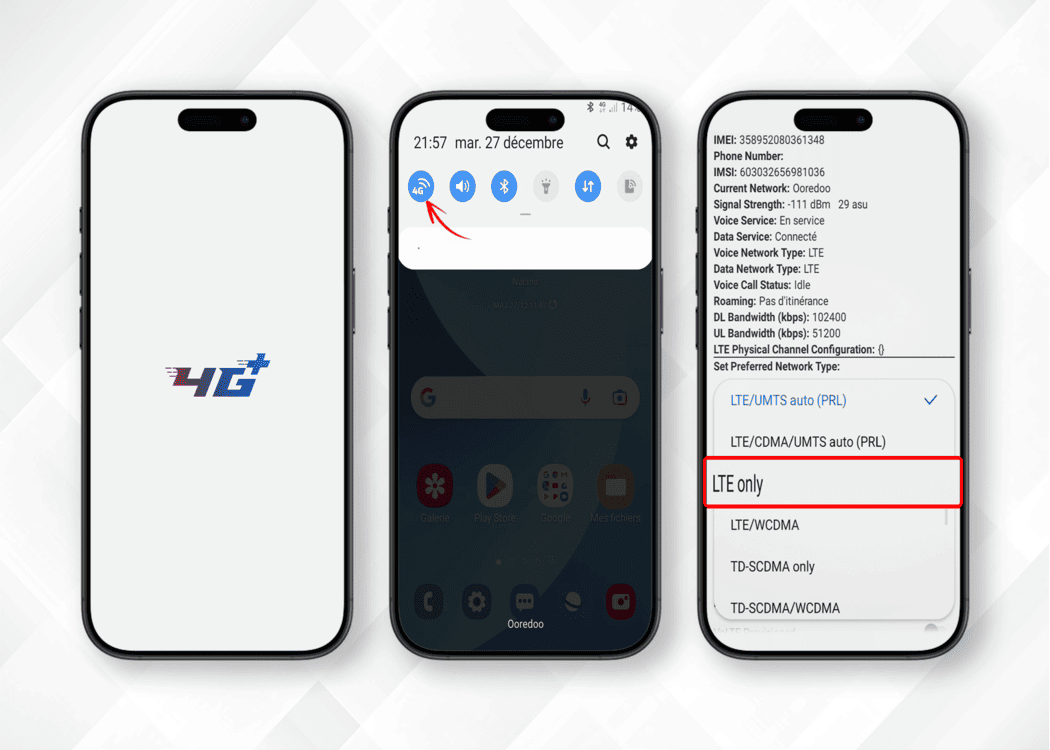 4G+
4G 14
21:57 mar. 27 décembre
4G
Galerie
Play Store
Google
Mes fichiers
Ooredoo
IMEI: 358952080361348
Phone Number:
IMSI: 603032656981036
Current Network: Ooredoo
Signal Strength: -111 dBm 29 asu
Voice Service: En service
Data Service: Connecté
Voice Network Type: LTE
Data Network Type: LTE
Voice Call Status: Idle
Roaming: Pas d'itinérance
DL Bandwidth (kbps): 102400
UL Bandwidth (kbps): 51200
LTE Physical Channel Configuration: {}
Set Preferred Network Type:
LTE/UMTS auto (PRL)
LTE/CDMA/UMTS auto (PRL)
LTE only
LTE/WCDMA
TD-SCDMA only
TD-SCDMA/WCDMA